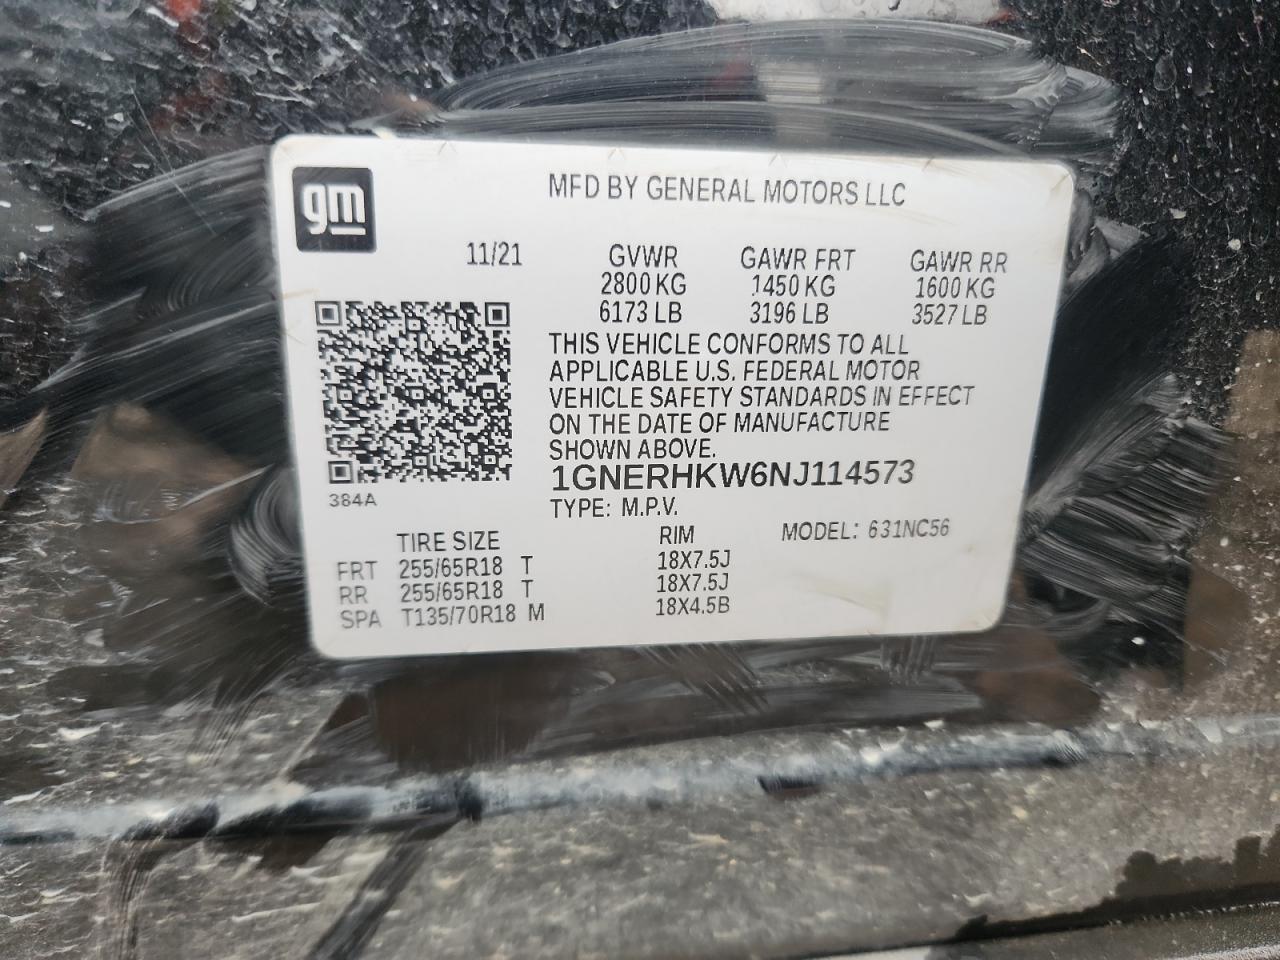 gm
MFD BY GENERAL MOTORS LLC
11/21 GVWR GAWR FRT GAWR RR
2800 KG 1450 KG 1600 KG
6173 LB 3196 LB 3527 LB
THIS VEHICLE CONFORMS TO ALL
APPLICABLE U.S. FEDERAL MOTOR
VEHICLE SAFETY STANDARDS IN EFFECT
ON THE DATE OF MANUFACTURE
SHOWN ABOVE.
1GNERHKW6NJ114573
384A
TYPE: M.P.V.
TIRE SIZE RIM MODEL: 631NC56
FRT 255/65R18 T 18X7.5J
RR 255/65R18 T 18X7.5J
SPA T135/70R18 M 18X4.5B